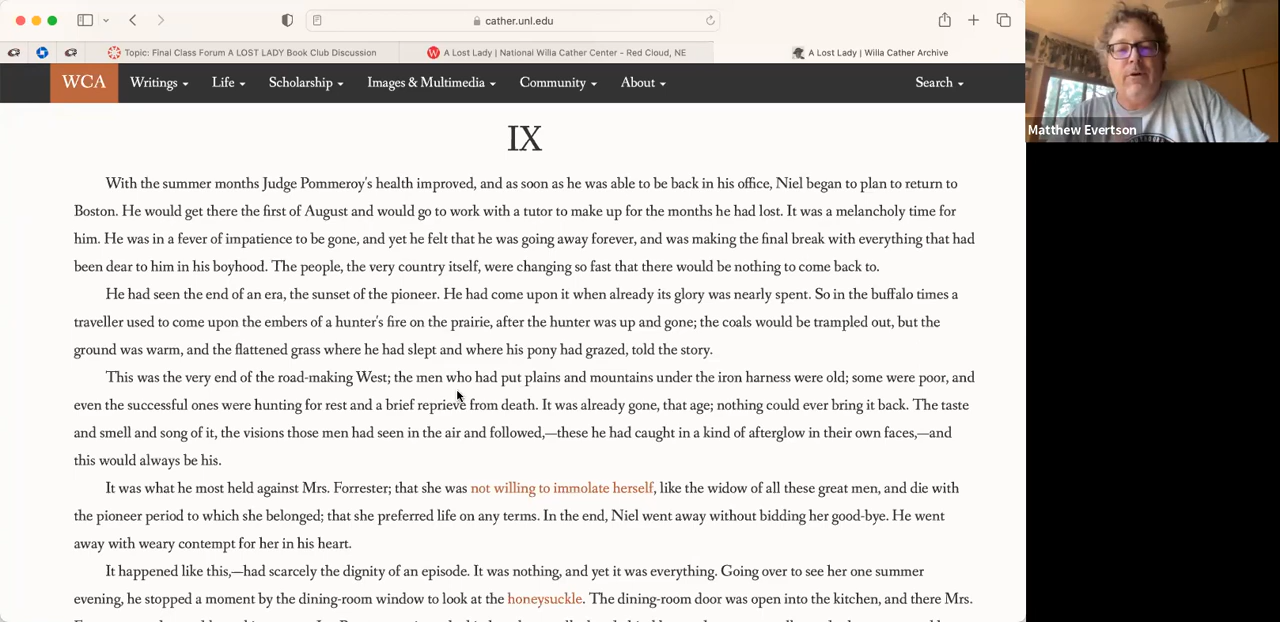 cather.unl.edu
Topic: Final Class Forum A LOST LADY Book Club Discussion
A Lost Lady | National Willa Cather Center - Red Cloud, NE
A Lost Lady | Willa Cather Archive
WCA Writings Life Scholarship Images & Multimedia Community About Search
Matthew Evertson
IX
With the summer months Judge Pommeroy's health improved, and as soon as he was able to be back in his office, Niel began to plan to return to
Boston. He would get there the first of August and would go to work with a tutor to make up for the months he had lost. It was a melancholy time for
him. He was in a fever of impatience to be gone, and yet he felt that he was going away forever, and was making the final break with everything that had
been dear to him in his boyhood. The people, the very country itself, were changing so fast that there would be nothing to come back to.
He had seen the end of an era, the sunset of the pioneer. He had come upon it when already its glory was nearly spent. So in the buffalo times a
traveller used to come upon the embers of a hunter's fire on the prairie, after the hunter was up and gone; the coals would be trampled out, but the
ground was warm, and the flattened grass where he had slept and where his pony had grazed, told the story.
This was the very end of the road-making West; the men who had put plains and mountains under the iron harness were old; some were poor, and
even the successful ones were hunting for rest and a brief reprieve from death. It was already gone, that age; nothing could ever bring it back. The taste
and smell and song of it, the visions those men had seen in the air and followed,—these he had caught in a kind of afterglow in their own faces,—and
this would always be his.
It was what he most held against Mrs. Forrester; that she was not willing to immolate herself, like the widow of all these great men, and die with
the pioneer period to which she belonged; that she preferred life on any terms. In the end, Niel went away without bidding her good-bye. He went
away with weary contempt for her in his heart.
It happened like this,—had scarcely the dignity of an episode. It was nothing, and yet it was everything. Going over to see her one summer
evening, he stopped a moment by the dining-room window to look at the honeysuckle. The dining-room door was open into the kitchen, and there Mrs.